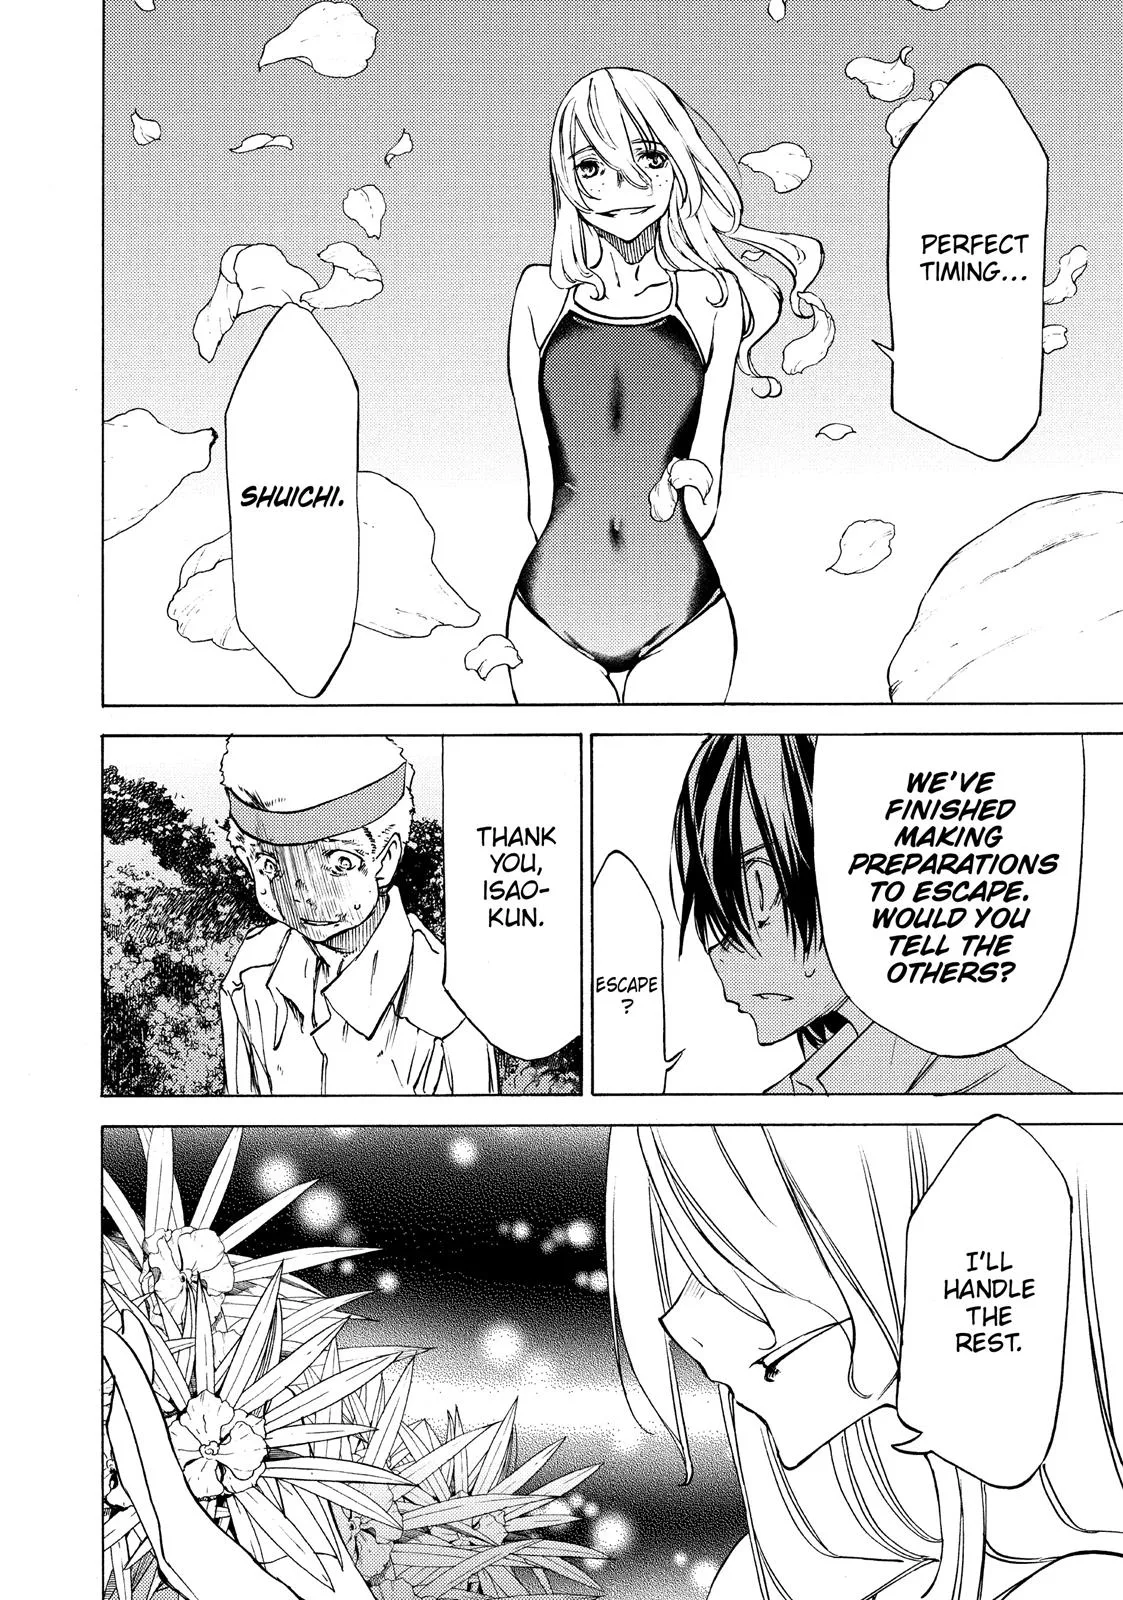 PERFECT
TIMING...
SHUICHI.
WE'VE
FINISHED
MAKING
PREPARATIONS
TO ESCAPE.
WOULD YOU
TELL THE
OTHERS?
ESCAPE
?
THANK
YOU,
ISAO-
KUN.
I'LL
HANDLE
THE
REST.